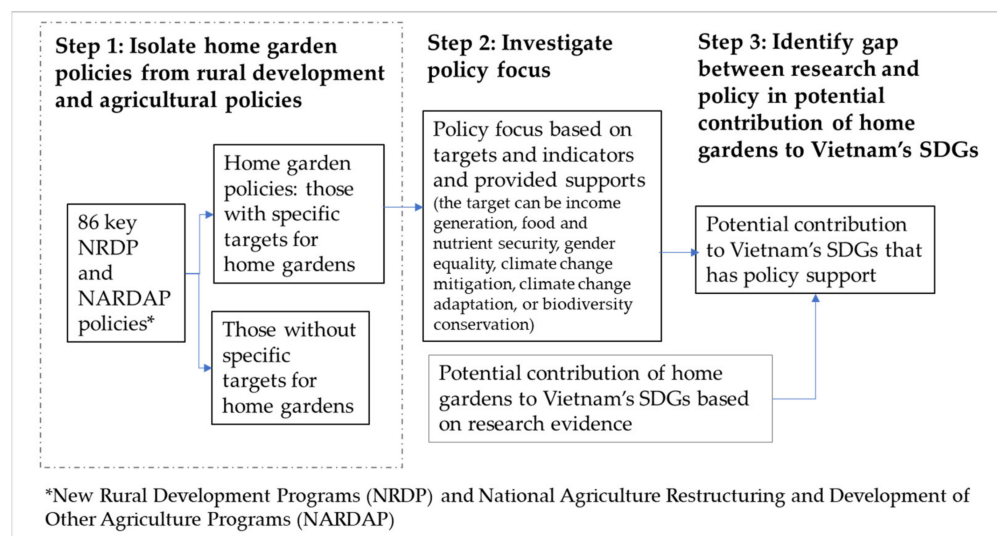 Step 1: Isolate home garden
policies from rural development
and agricultural policies
86 key
NRDP
and
NARDAP
policies*
Home garden
policies: those
with specific
targets for
home gardens
Those without
specific
targets for
home gardens
Step 2: Investigate
policy focus
Policy focus based on
targets and indicators
and provided supports
(the target can be income
generation, food and
nutrient security, gender
equality, climate change
mitigation, climate change
adaptation, or biodiversity
conservation)
Potential contribution of home
gardens to Vietnam’s SDGs based
on research evidence
Step 3: Identify gap
between research and
policy in potential
contribution of home
gardens to Vietnam’s SDGs
Potential contribution
to Vietnam’s SDGs that
has policy support
*New Rural Development Programs (NRDP) and National Agriculture Restructuring and Development of
Other Agriculture Programs (NARDAP)